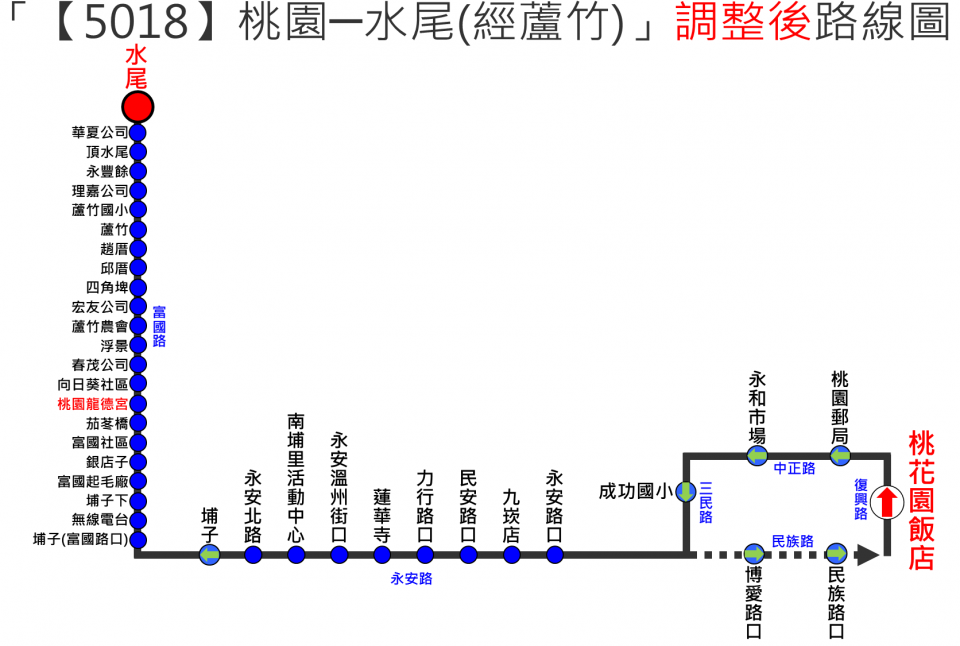 「【5018】桃園─水尾(經蘆竹)」調整後路線圖
水尾
華夏公司
頂水尾
永豐餘
理嘉公司
蘆竹國小
蘆竹
趙厝
邱厝
四角埤
宏友公司
蘆竹農會
浮景
春茂公司
向日葵社區
桃園龍德宮
茄苳橋
富國社區
銀店子
富國起毛廠
埔子下
無線電台
埔子(富國路口)
富國路
埔子
永安北路
南埔里活動中心
永安溫州街口
蓮華寺
力行路口
民安路口
九崁店
永安路口
永安路
成功國小
三民路
永和市場
桃園郵局
中正路
復興路
桃花園飯店
民族路
博愛路口
民族路口